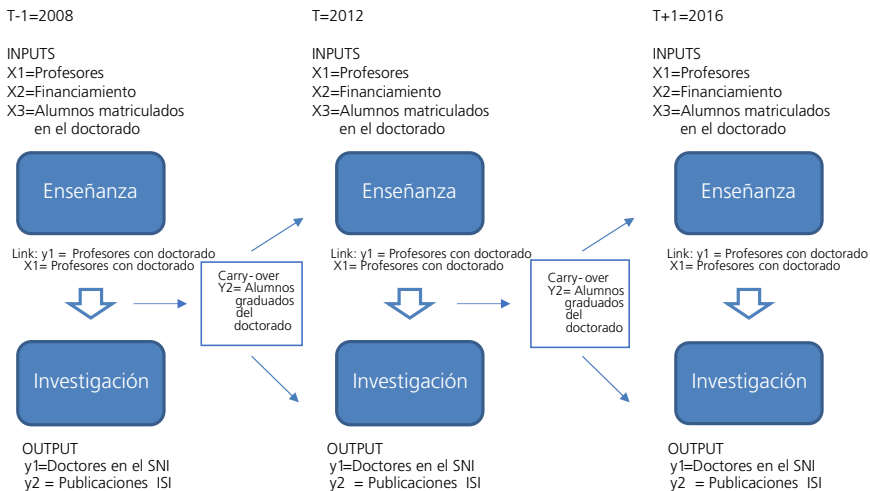 T-1=2008
INPUTS
X1=Profesores
X2=Financiamiento
X3=Alumnos matriculados
en el doctorado
Enseñanza
Link: y1 = Profesores con doctorado
X1= Profesores con doctorado
Investigación
OUTPUT
y1=Doctores en el SNI
y2 = Publicaciones ISI
Carry-over
Y2= Alumnos
graduados
del
doctorado
T=2012
INPUTS
X1=Profesores
X2=Financiamiento
X3=Alumnos matriculados
en el doctorado
Enseñanza
Link: y1 = Profesores con doctorado
X1= Profesores con doctorado
Investigación
OUTPUT
y1=Doctores en el SNI
y2 = Publicaciones ISI
Carry-over
Y2= Alumnos
graduados
del
doctorado
T+1=2016
INPUTS
X1=Profesores
X2=Financiamiento
X3=Alumnos matriculados
en el doctorado
Enseñanza
Link: y1 = Profesores con doctorado
X1= Profesores con doctorado
Investigación
OUTPUT
y1=Doctores en el SNI
y2 = Publicaciones ISI